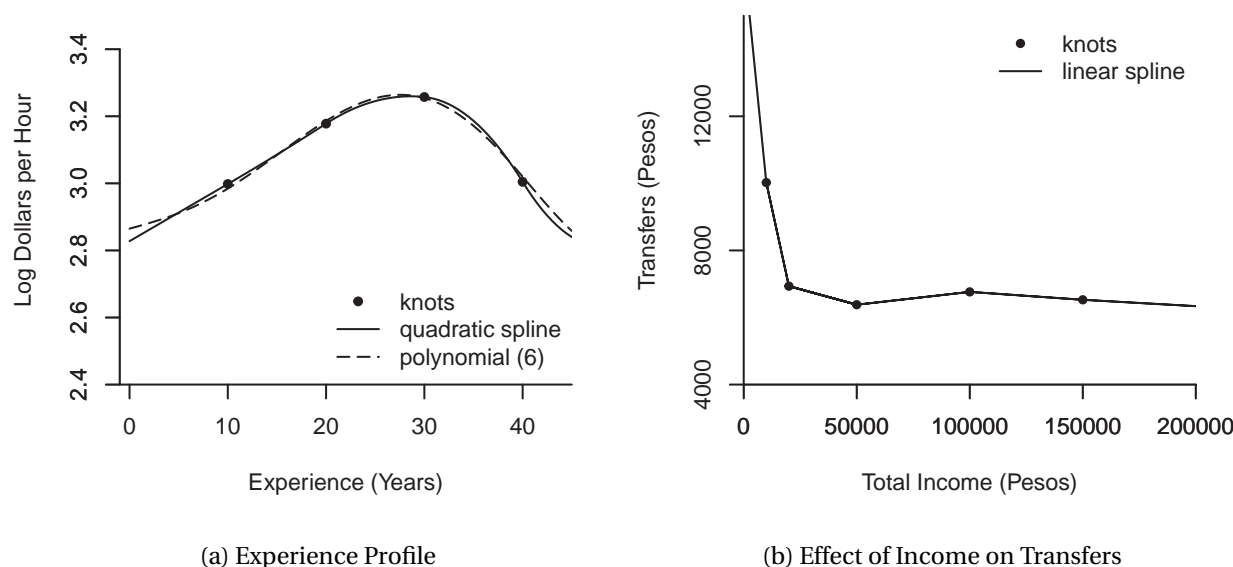 Log Dollars per Hour
3.4
3.2
3.0
2.8
2.6
2.4
knots
quadratic spline
polynomial (6)
0 10 20 30 40
Experience (Years)
(a) Experience Profile
Transfers (Pesos)
12000
8000
4000
knots
linear spline
0 50000 100000 150000 200000
Total Income (Pesos)
(b) Effect of Income on Transfers